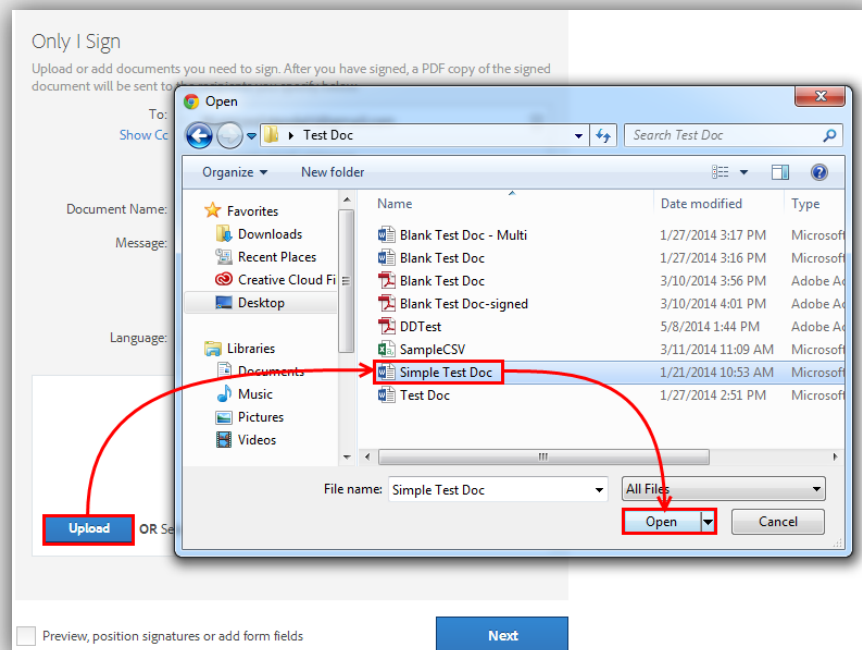 Only I Sign
Upload or add documents you need to sign. After you have signed, a PDF copy of the signed
document will be sent to
Open
To:
Show Cc
Test Doc
Search Test Doc
Organize
New folder
Document Name:
Message:
Language:
Favorites
Downloads
Recent Places
Creative Cloud Fi
Desktop
Libraries
Documents
Music
Pictures
Videos
Name Date modified Type
Blank Test Doc - Multi 1/27/2014 3:17 PM Microsoft
Blank Test Doc 1/27/2014 3:16 PM Microsoft
Blank Test Doc 3/10/2014 3:56 PM Adobe Ac
Blank Test Doc-signed 3/10/2014 4:01 PM Adobe Ac
DDTest 5/8/2014 1:44 PM Adobe Ac
SampleCSV 3/11/2014 11:09 AM Microsoft
Simple Test Doc 1/21/2014 10:53 AM Microsoft
Test Doc 1/27/2014 2:51 PM Microsoft
File name: Simple Test Doc All Files
Open Cancel
Upload OR Se
Preview, position signatures or add form fields
Next